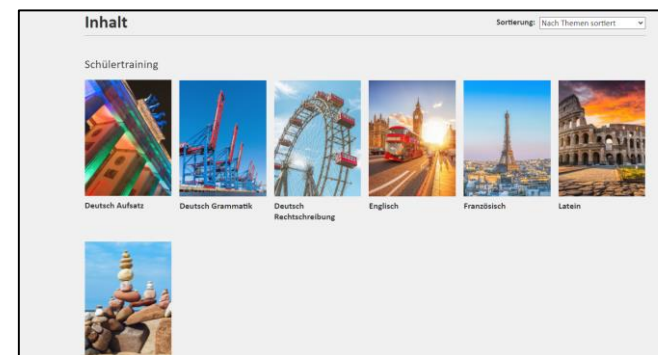 Inhalt
Sortierung: Nach Themen sortiert
Schülertraining
Deutsch Aufsatz
Deutsch Grammatik
Deutsch
Rechtschreibung
Englisch
Französisch
Latein